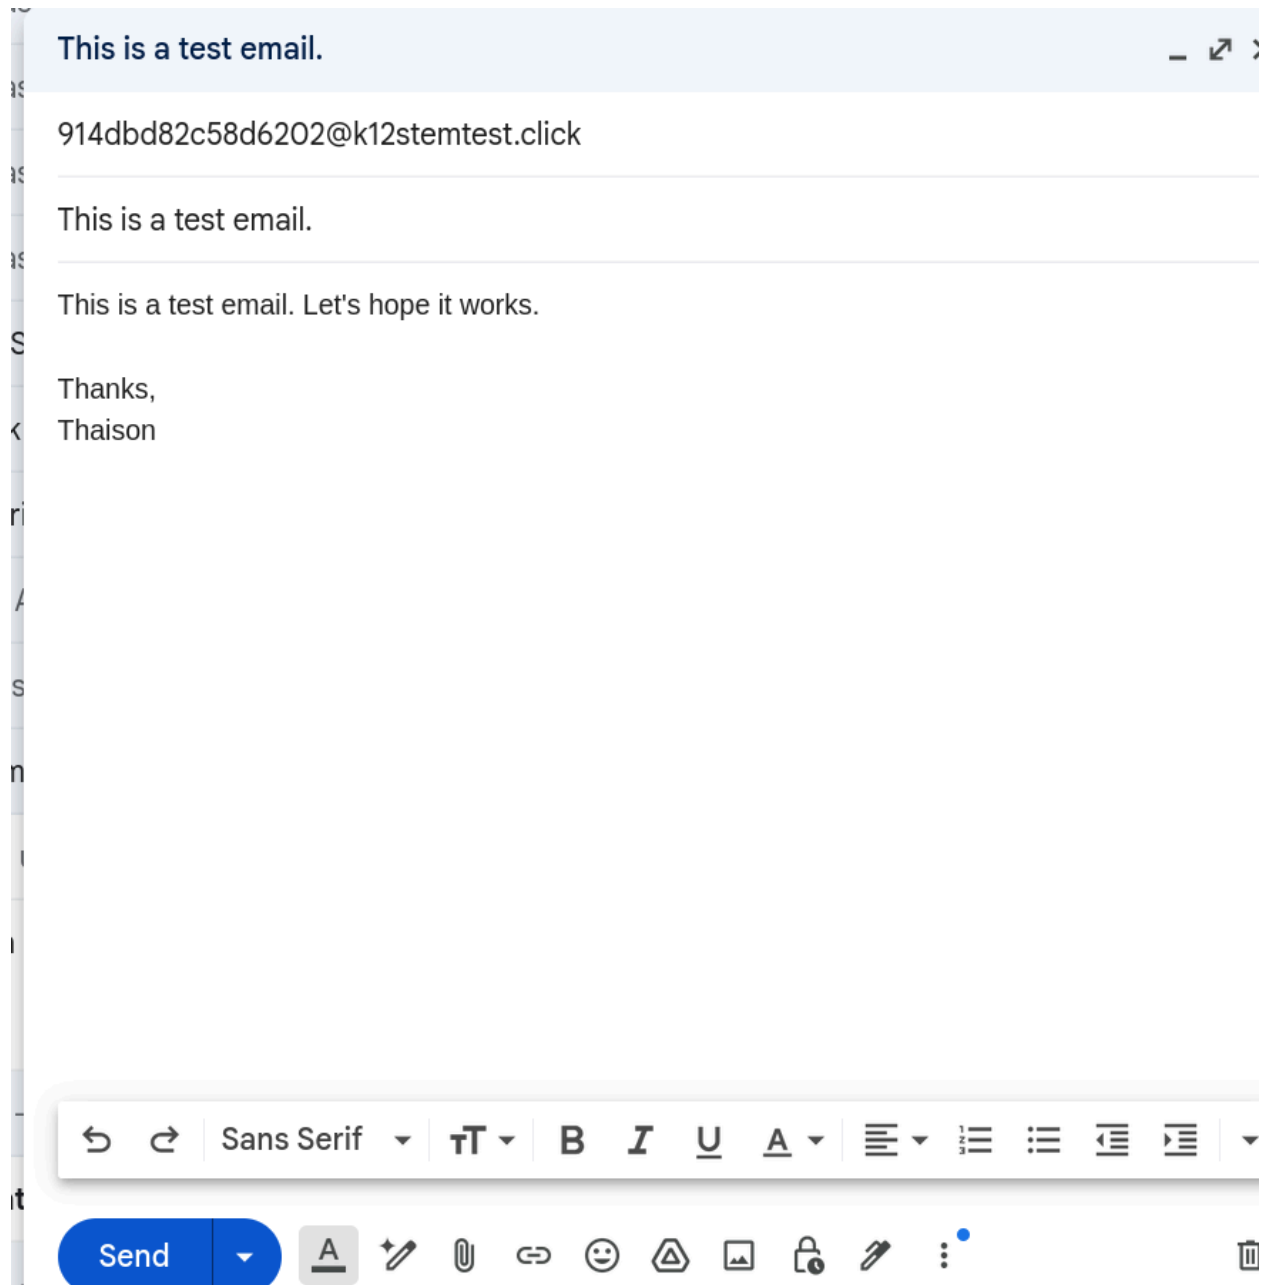 This is a test email.
914dbd82c58d6202@k12stemtest.click
This is a test email.
This is a test email. Let's hope it works.
Thanks,
Thaison
Sans Serif
Send